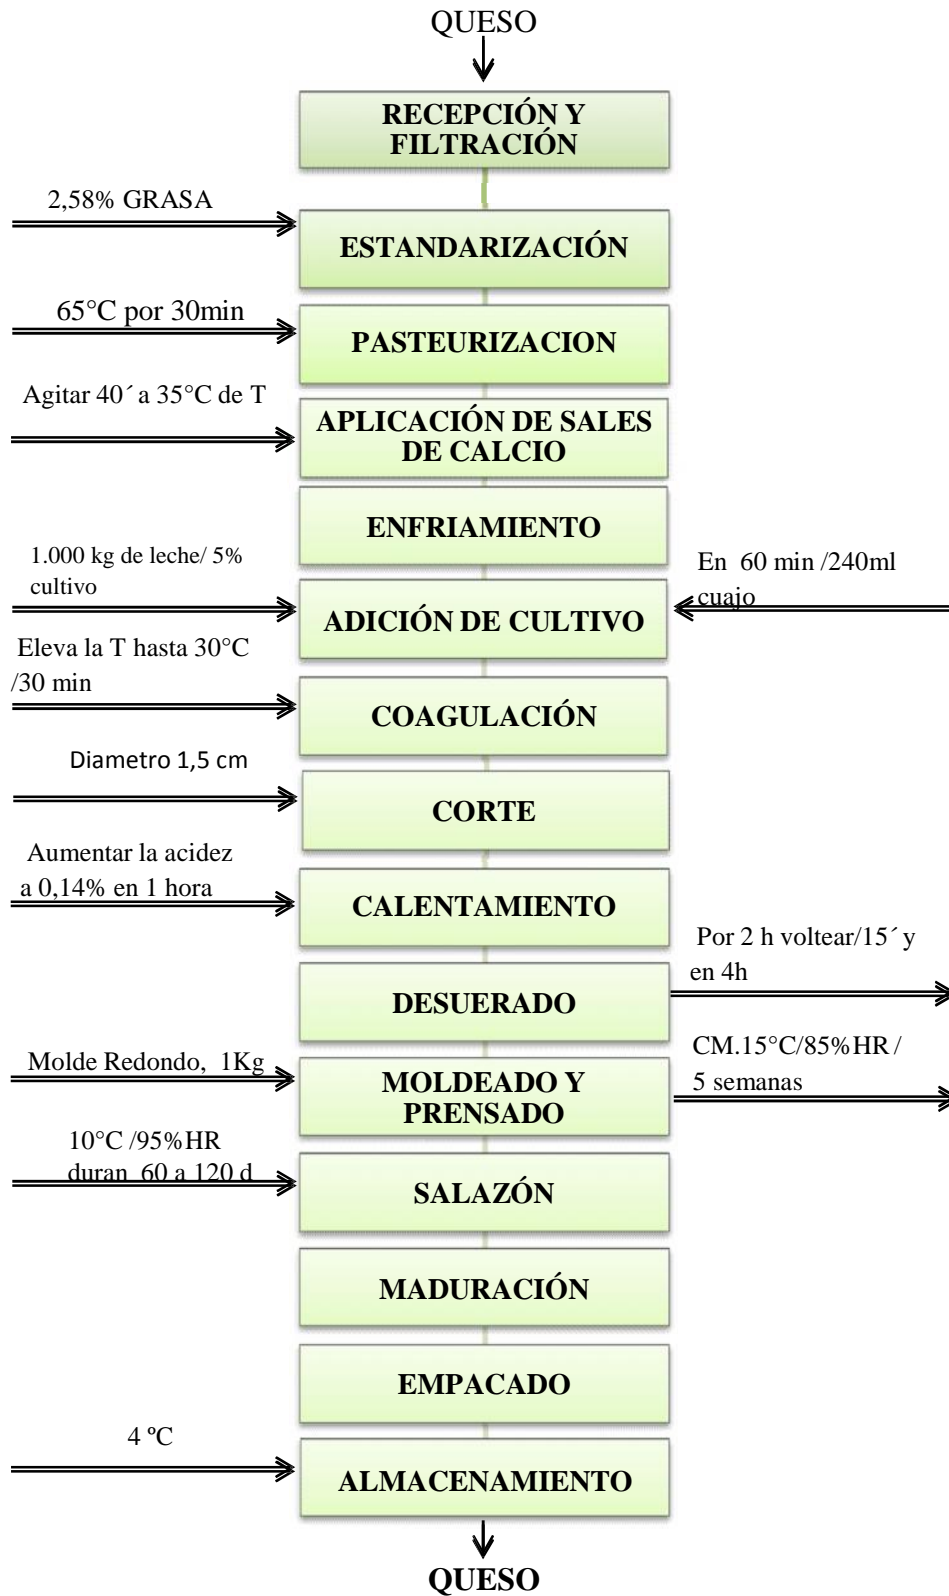 QUESO
RECEPCIÓN Y
FILTRACIÓN
2,58% GRASA
ESTANDARIZACIÓN
65°C por 30min
PASTEURIZACION
Agitar 40´ a 35°C de T
APLICACIÓN DE SALES
DE CALCIO
ENFRIAMIENTO
1.000 kg de leche/ 5%
cultivo
ADICIÓN DE CULTIVO
En 60 min /240ml
cuajo
Eleva la T hasta 30°C
/30 min
COAGULACIÓN
Diametro 1,5 cm
CORTE
Aumentar la acidez
a 0,14% en 1 hora
CALENTAMIENTO
DESUERADO
Por 2 h voltear/15´ y
en 4h
Molde Redondo, 1Kg
MOLDEADO Y
PRENSADO
CM.15°C/85%HR /
5 semanas
10°C /95%HR
duran 60 a 120 d
SALAZÓN
MADURACIÓN
EMPACADO
4 ºC
ALMACENAMIENTO
QUESO